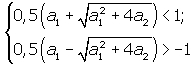 0,5(a₁ + √(a₁² + 4a₂)) < 1;
0,5(a₁ − √(a₁² + 4a₂)) > −1